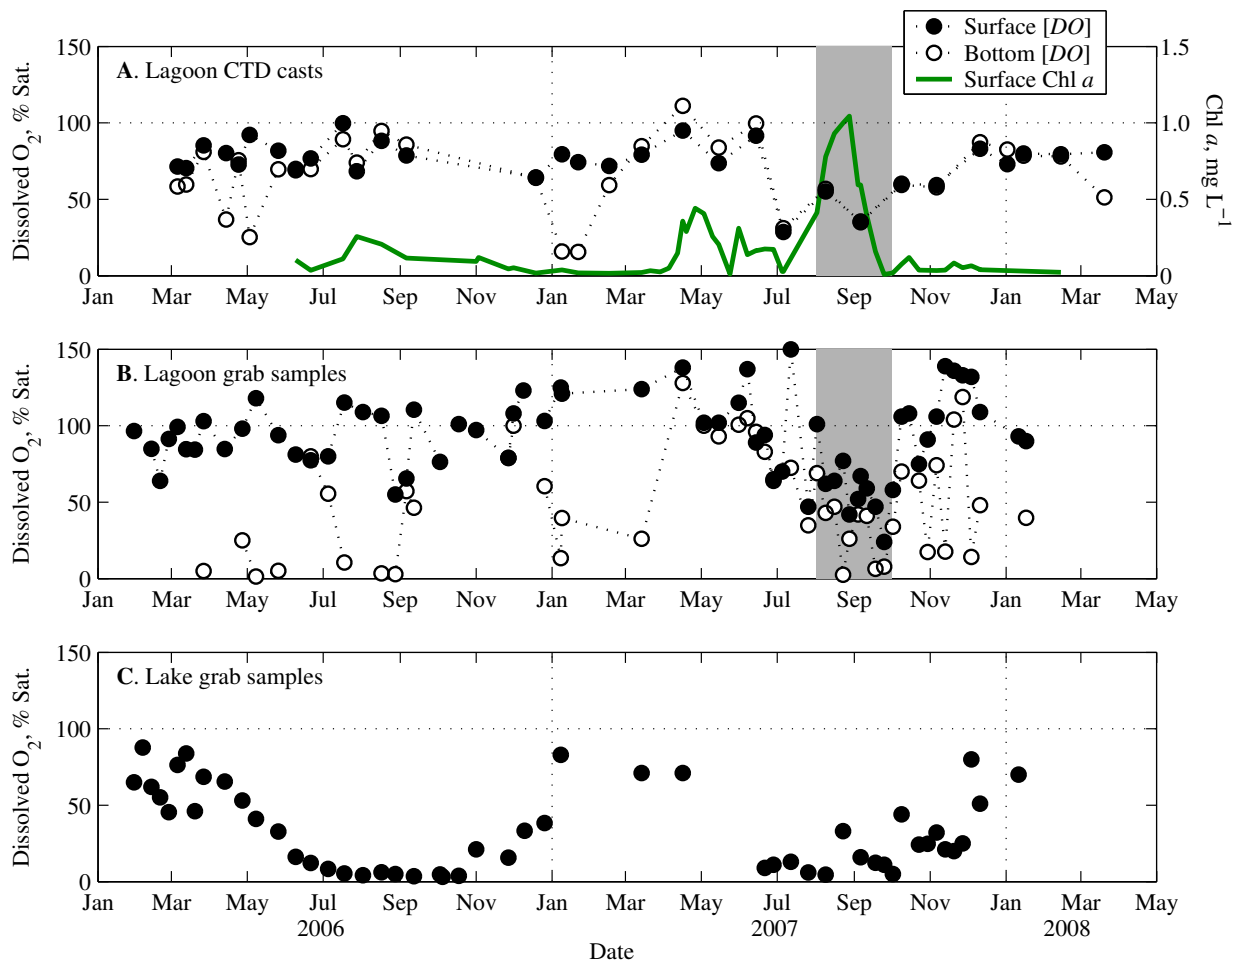 Surface [DO]
Bottom [DO]
Surface Chl a
A. Lagoon CTD casts
150
100
50
0
Dissolved O2, % Sat.
1.5
1.0
0.5
0
Chl a, mg L−1
Jan Mar May Jul Sep Nov Jan Mar May Jul Sep Nov Jan Mar May
B. Lagoon grab samples
150
100
50
0
Dissolved O2, % Sat.
Jan Mar May Jul Sep Nov Jan Mar May Jul Sep Nov Jan Mar May
C. Lake grab samples
150
100
50
0
Dissolved O2, % Sat.
Jan Mar May Jul Sep Nov Jan Mar May Jul Sep Nov Jan Mar May
2006 2007 2008
Date